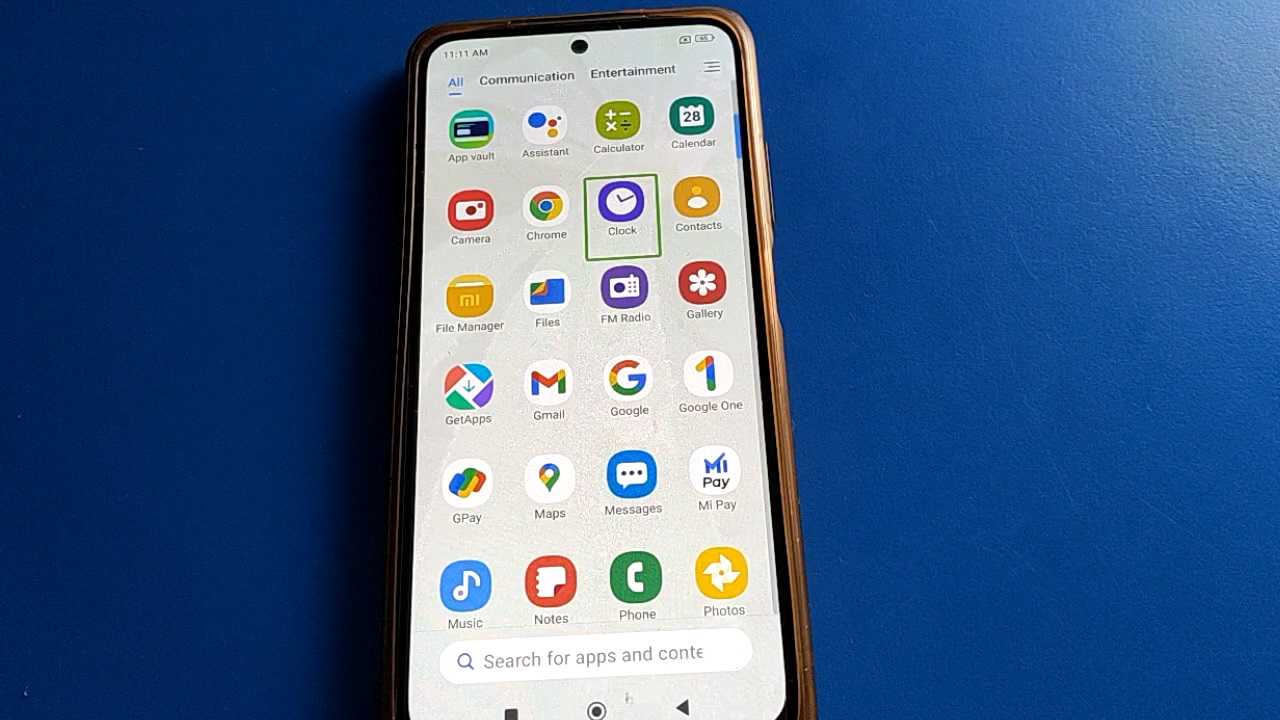 11:11 AM
45
All Communication Entertainment
28
App vault Assistant Calculator Calendar
Camera Chrome Clock Contacts
mi
File Manager Files FM Radio Gallery
1
GetApps Gmail Google Google One
Mi
Pay
GPay Maps Messages Mi Pay
Music Notes Phone Photos
Search for apps and conte